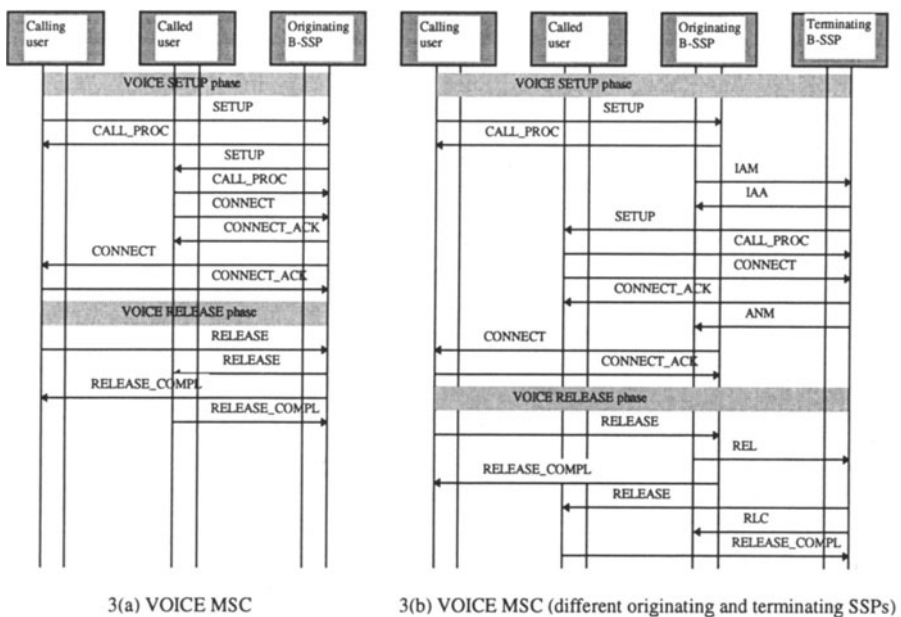 Calling
user
Called
user
Originating
B-SSP
VOICE SETUP phase
SETUP
CALL_PROC
SETUP
CALL_PROC
CONNECT
CONNECT_ACK
CONNECT
CONNECT_ACK
VOICE RELEASE phase
RELEASE
RELEASE
RELEASE_COMPL
RELEASE_COMPL
3(a) VOICE MSC
Calling
user
Called
user
Originating
B-SSP
Terminating
B-SSP
VOICE SETUP phase
SETUP
CALL_PROC
IAM
IAA
SETUP
CALL_PROC
CONNECT
CONNECT_ACK
ANM
CONNECT
CONNECT_ACK
VOICE RELEASE phase
RELEASE
REL
RELEASE_COMPL
RELEASE
RLC
RELEASE_COMPL
3(b) VOICE MSC (different originating and terminating SSPs)